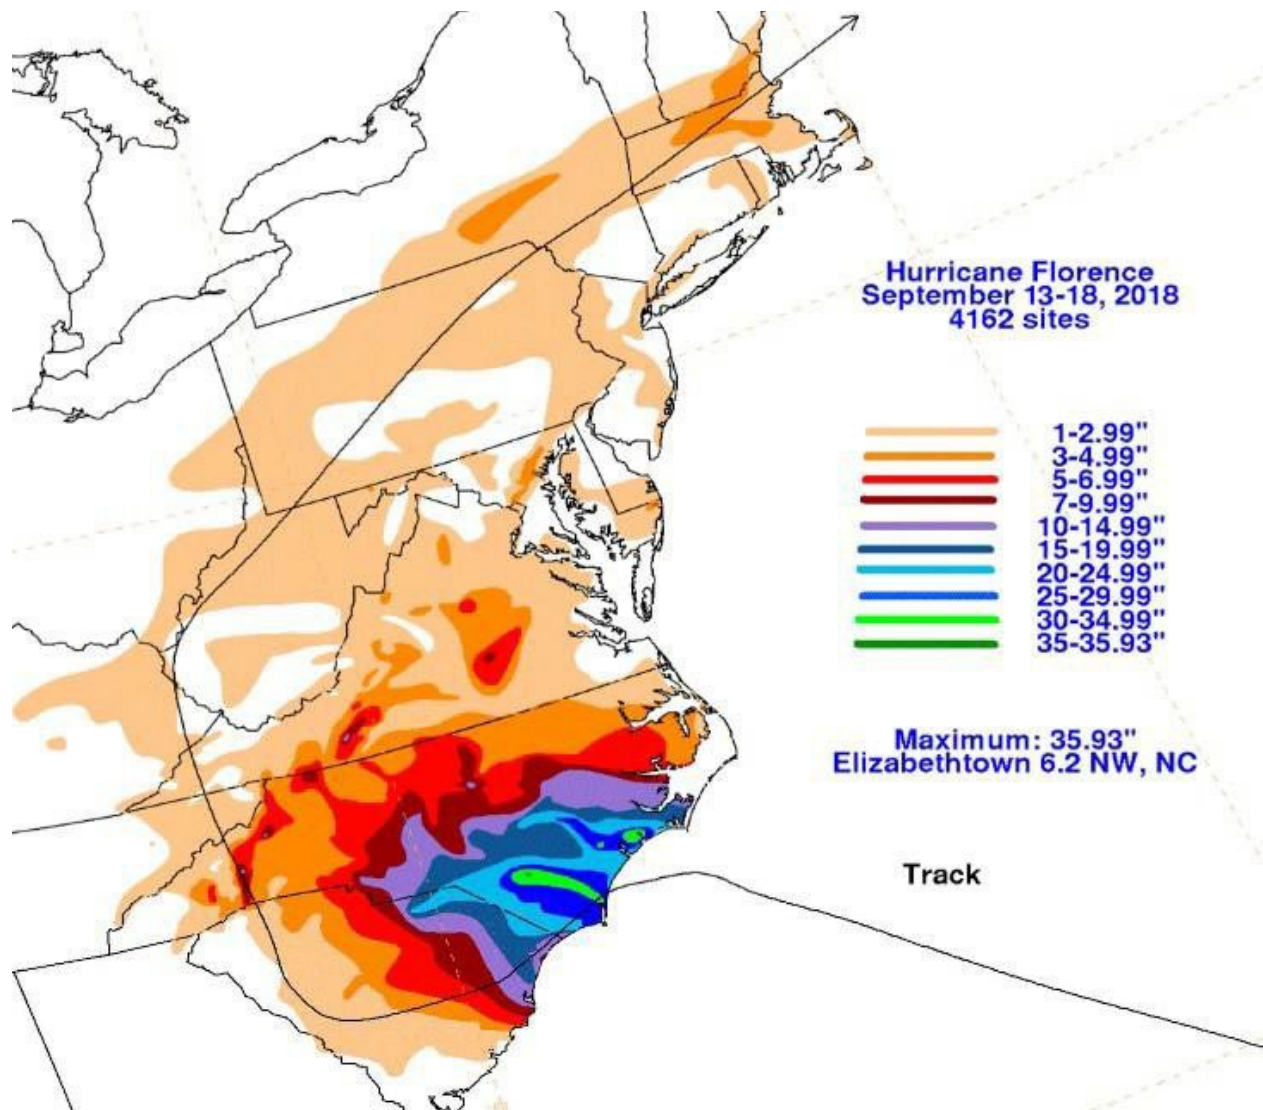 Hurricane Florence
September 13-18, 2018
4162 sites
1-2.99"
3-4.99"
5-6.99"
7-9.99"
10-14.99"
15-19.99"
20-24.99"
25-29.99"
30-34.99"
35-35.93"
Maximum: 35.93"
Elizabethtown 6.2 NW, NC
Track